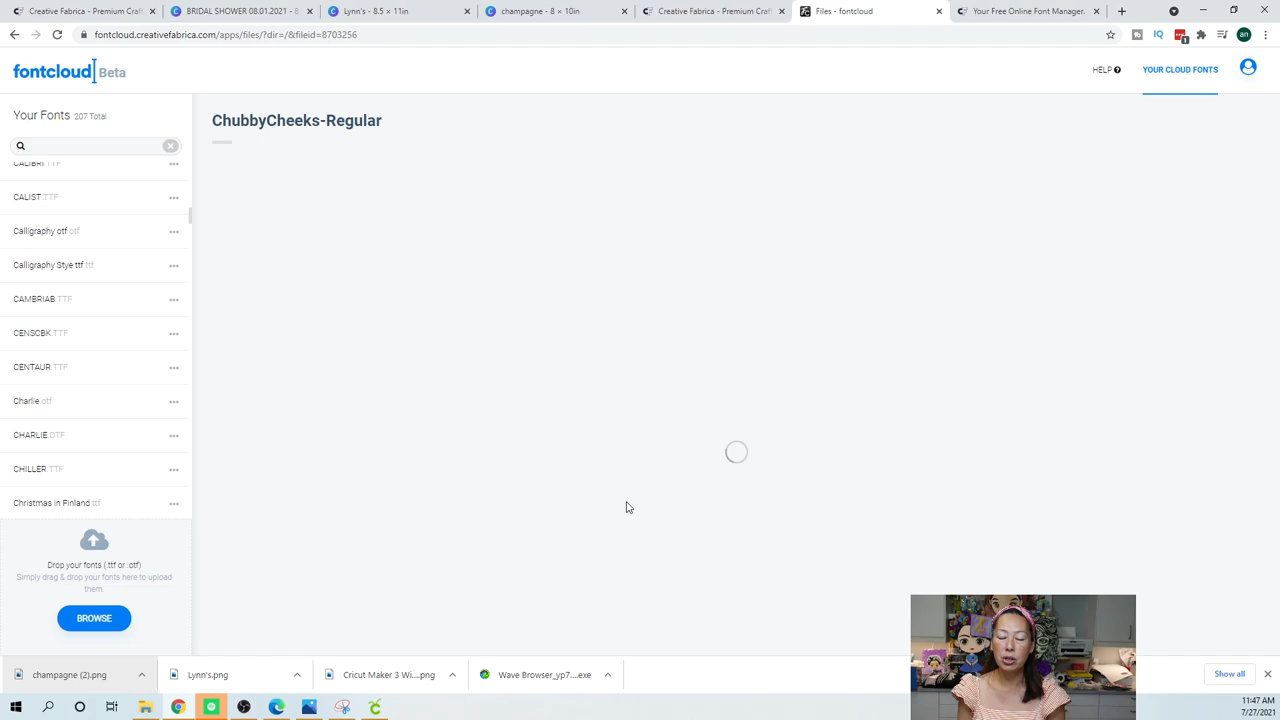 Creative Fabrica - Premium Craft
BRIDAL SHOWER 08.01.2021 - 8
Lynn's - 8.5 × 11in
champagne - 8 × 10in
Creative Fabrica - Premium Craft
Files - fontcloud
Your Free Online Font Manager.
fontcloud.creativefabrica.com/apps/files/?dir=/&fileid=8703256
fontcloud Beta
HELP
YOUR CLOUD FONTS
Your Fonts 207 Total
ChubbyCheeks-Regular
CALIBRI.TTF
CALIST.TTF
Calligraphy otf.otf
Calligraphy Stye ttf.ttf
CAMBRIAB.TTF
CENSCBK.TTF
CENTAUR.TTF
Charlie.otf
CHARLIE.OTF
CHILLER.TTF
Christmas in Finland.ttf
Drop your fonts (.ttf or .otf)
Simply drag & drop your fonts here to upload
them.
BROWSE
champagne (2).png
Lynn's.png
Cricut Maker 3 Wi....png
Wave Browser_yp7....exe
Show all
11:47 AM
7/27/2021